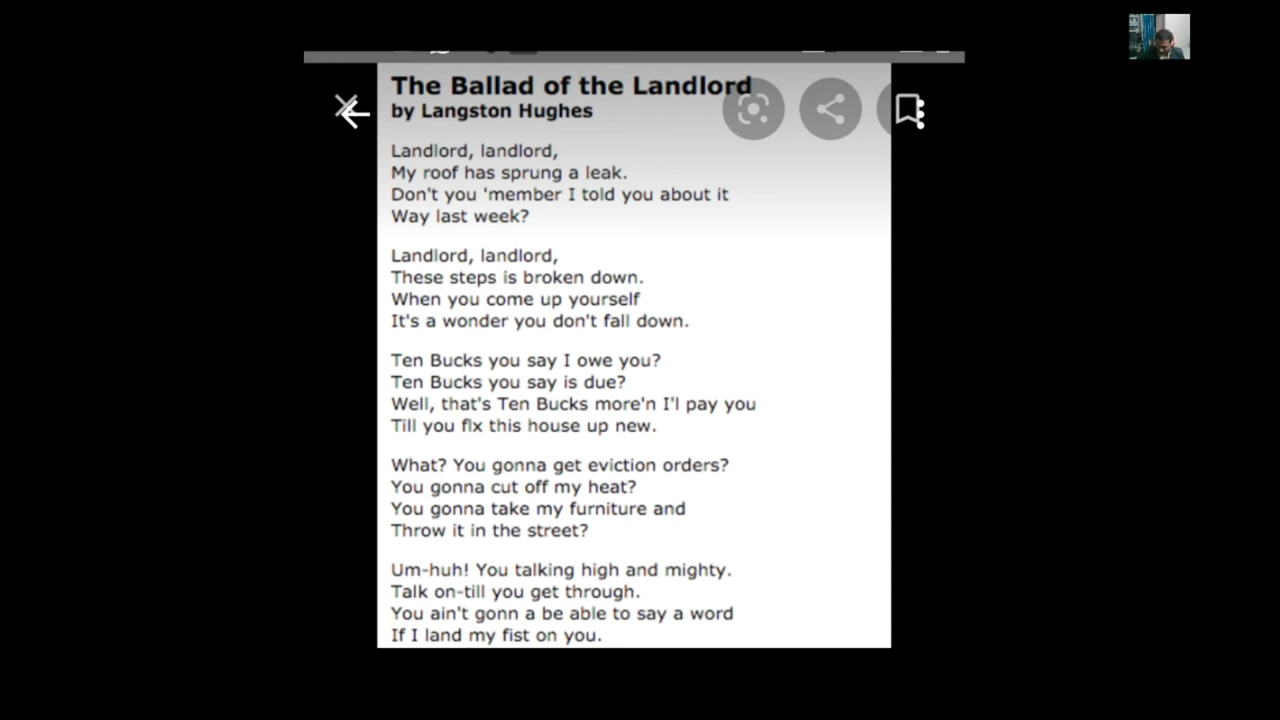 The Ballad of the Landlord
by Langston Hughes
Landlord, landlord,
My roof has sprung a leak.
Don't you 'member I told you about it
Way last week?
Landlord, landlord,
These steps is broken down.
When you come up yourself
It's a wonder you don't fall down.
Ten Bucks you say I owe you?
Ten Bucks you say is due?
Well, that's Ten Bucks more'n I'l pay you
Till you fix this house up new.
What? You gonna get eviction orders?
You gonna cut off my heat?
You gonna take my furniture and
Throw it in the street?
Um-huh! You talking high and mighty.
Talk on-till you get through.
You ain't gonn a be able to say a word
If I land my fist on you.